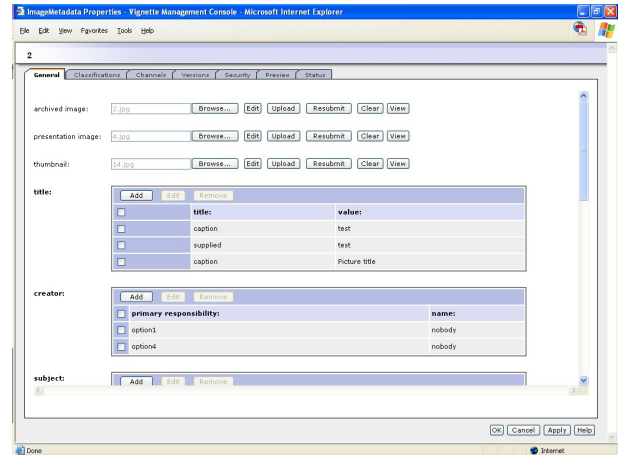 ImageMetadata Properties - Vignette Management Console - Microsoft Internet Explorer
File Edit View Favorites Tools Help
2
General Classifications Channels Versions Security Preview Status
archived image: 2.jpg Browse... Edit Upload Resubmit Clear View
presentation image: 4.jpg Browse... Edit Upload Resubmit Clear View
thumbnail: 14.jpg Browse... Edit Upload Resubmit Clear View
title: Add Edit Remove
title: value:
caption test
supplied test
caption Picture title
creator: Add Edit Remove
primary responsibility: name:
option1 nobody
option4 nobody
subject: Add Edit Remove
OK Cancel Apply Help
Done Internet